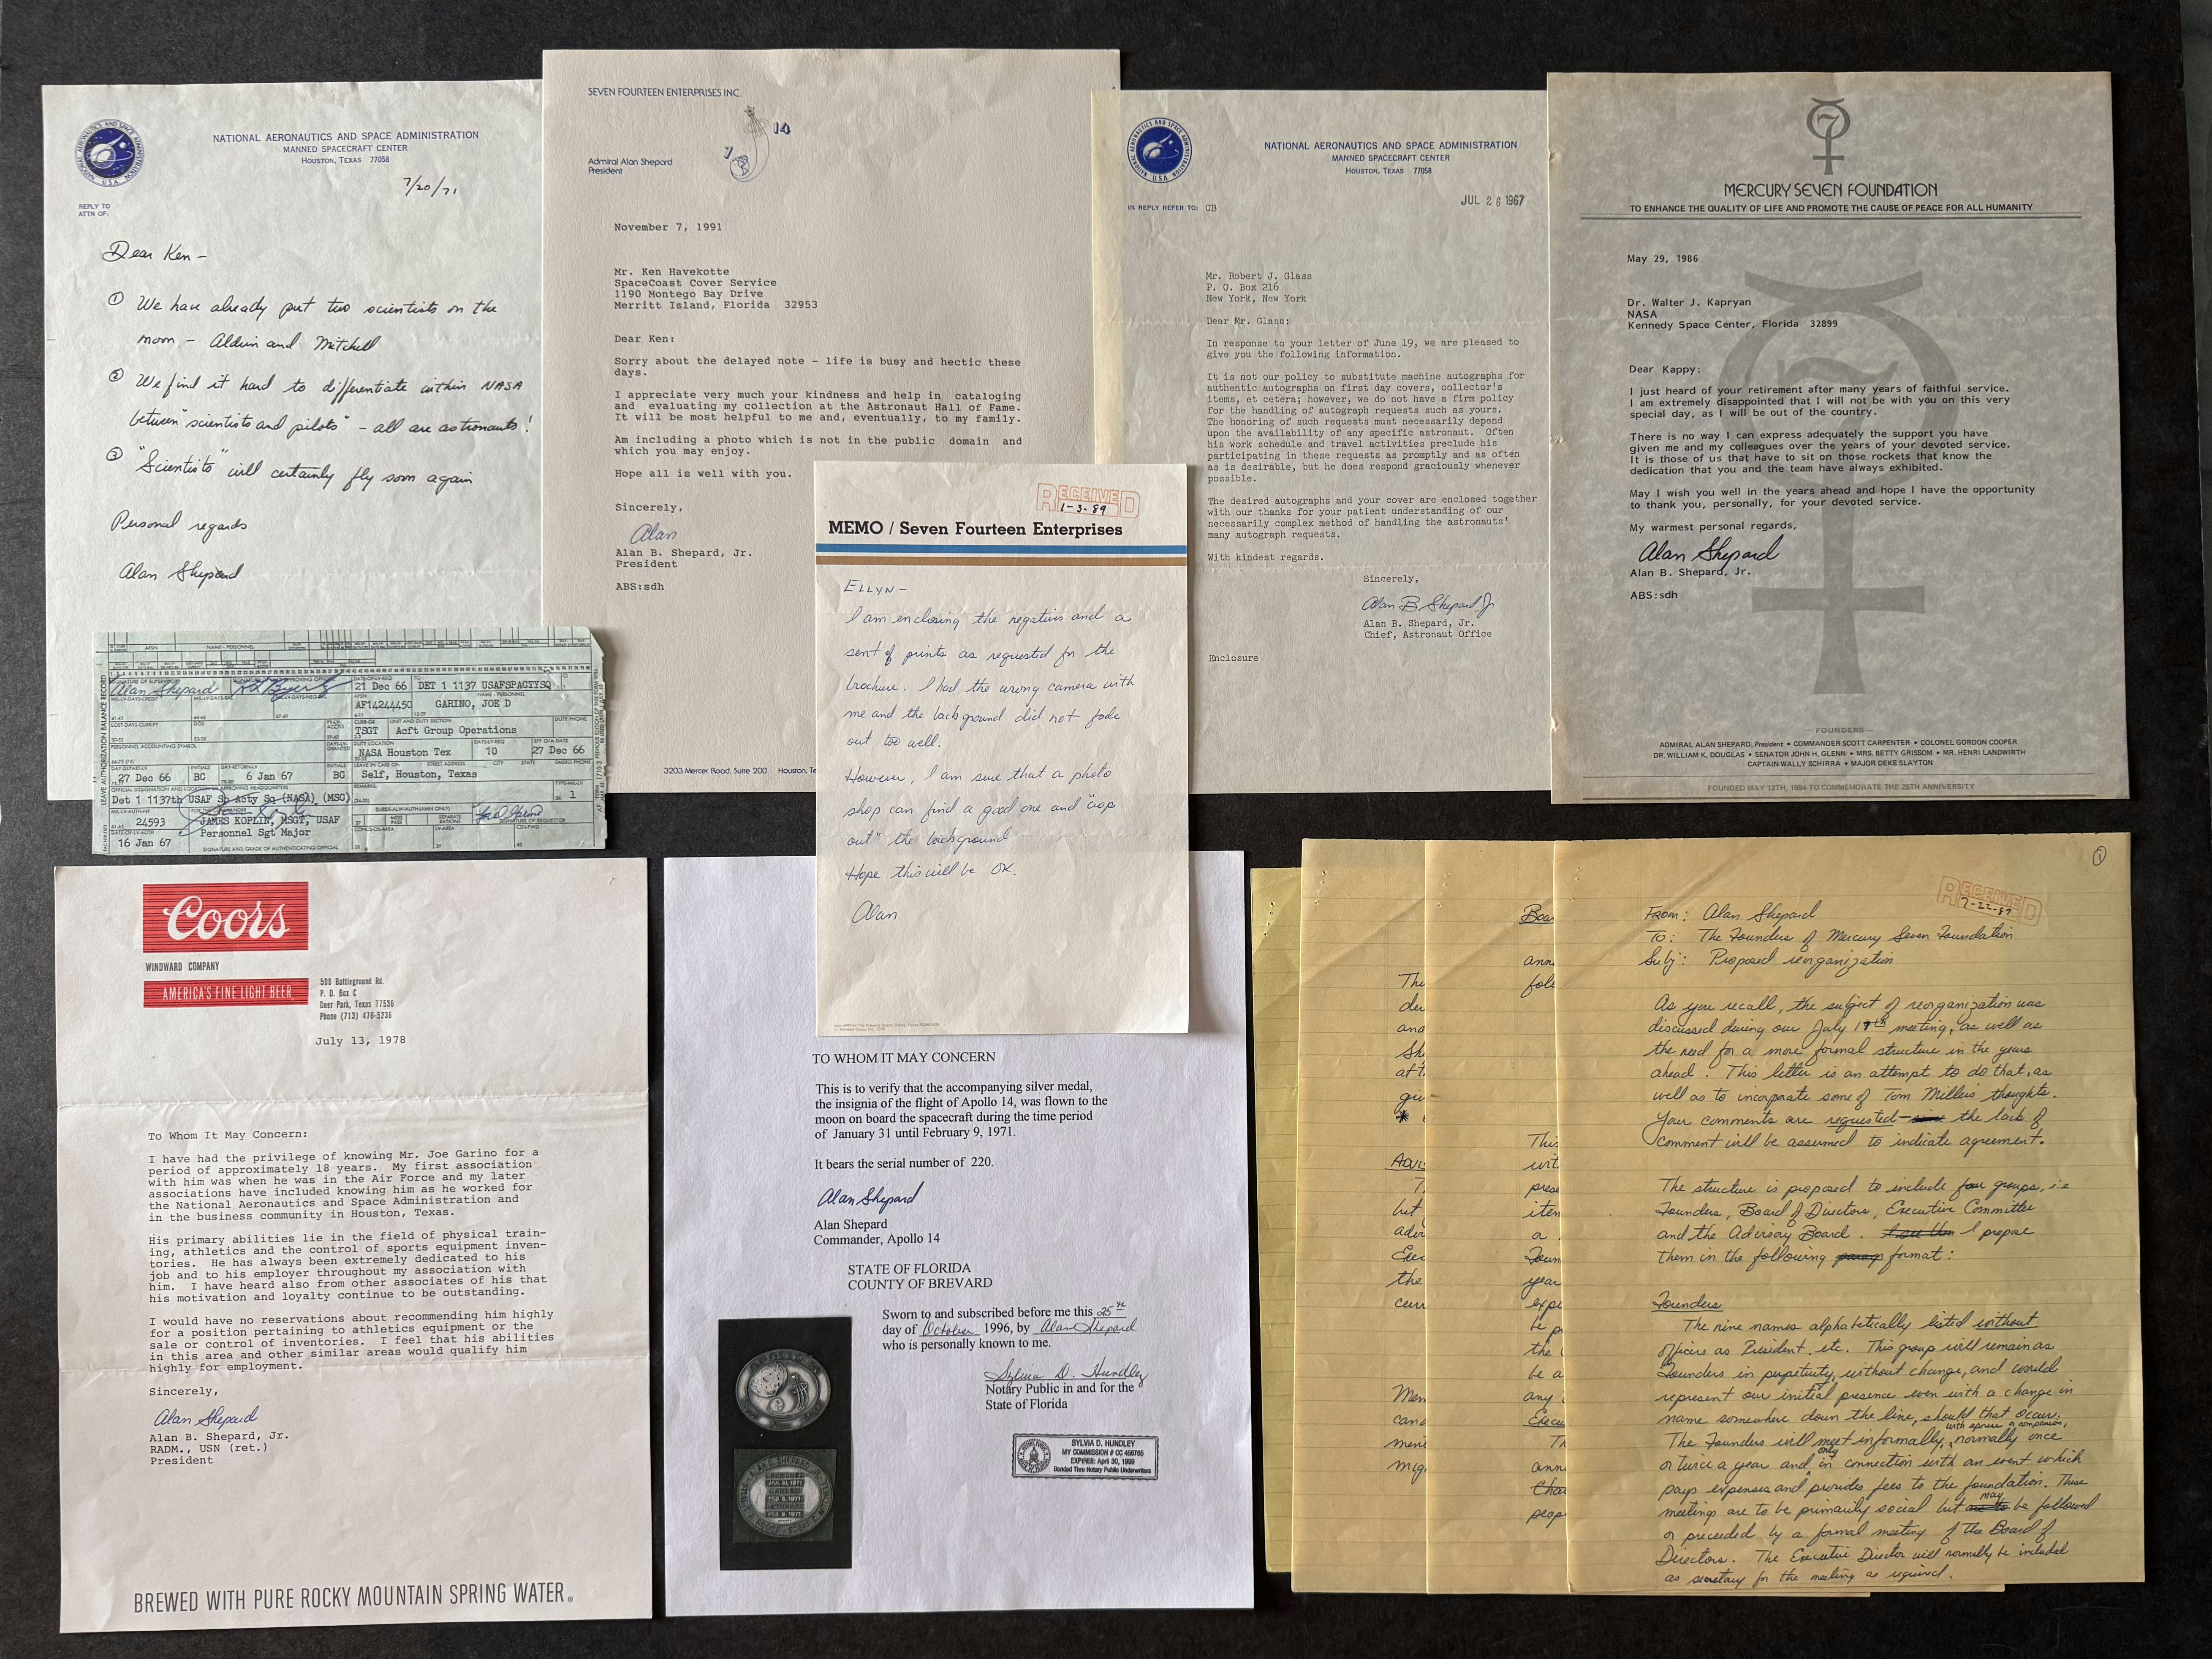 NATIONAL AERONAUTICS AND SPACE ADMINISTRATION
MANNED SPACECRAFT CENTER
HOUSTON, TEXAS 77058
7/20/71
REPLY TO
ATTN OF:
Dear Ken -
① We have already put two scientists on the
moon - Aldrin and Mitchell
② We find it hard to differentiate within NASA
between "scientists and pilots" - all are astronauts!
③ "Scientists" will certainly fly soon again
Personal regards
Alan Shepard
SEVEN FOURTEEN ENTERPRISES INC.
7
14
Admiral Alan Shepard
President
November 7, 1991
Mr. Ken Havekotte
SpaceCoast Cover Service
1190 Montego Bay Drive
Merritt Island, Florida 32953
Dear Ken:
Sorry about the delayed note - life is busy and hectic these
days.
I appreciate very much your kindness and help in cataloging
and evaluating my collection at the Astronaut Hall of Fame.
It will be most helpful to me and, eventually, to my family.
Am including a photo which is not in the public domain and
which you may enjoy.
Hope all is well with you.
Sincerely,
Alan
Alan B. Shepard, Jr.
President
ABS:sdh
3203 Mercer Road, Suite 200 Houston, Te
NATIONAL AERONAUTICS AND SPACE ADMINISTRATION
MANNED SPACECRAFT CENTER
HOUSTON, TEXAS 77058
IN REPLY REFER TO: CB
JUL 26 1967
Mr. Robert J. Glass
P. O. Box 216
New York, New York
Dear Mr. Glass:
In response to your letter of June 19, we are pleased to
give you the following information.
It is not our policy to substitute machine autographs for
authentic autographs on first day covers, collector's
items, et cetera; however, we do not have a firm policy
for the handling of autograph requests such as yours.
The honoring of such requests must necessarily depend
upon the availability of any specific astronaut. Often
his work schedule and travel activities preclude his
participating in these requests as promptly and as often
as is desirable, but he does respond graciously whenever
possible.
The desired autographs and your cover are enclosed together
with our thanks for your patient understanding of our
necessarily complex method of handling the astronauts'
many autograph requests.
With kindest regards.
Sincerely,
Alan B. Shepard Jr
Alan B. Shepard, Jr.
Chief, Astronaut Office
Enclosure
7
MERCURY SEVEN FOUNDATION
TO ENHANCE THE QUALITY OF LIFE AND PROMOTE THE CAUSE OF PEACE FOR ALL HUMANITY
May 29, 1986
Dr. Walter J. Kapryan
NASA
Kennedy Space Center, Florida 32899
Dear Kappy:
I just heard of your retirement after many years of faithful service.
I am extremely disappointed that I will not be with you on this very
special day, as I will be out of the country.
There is no way I can express adequately the support you have
given me and my colleagues over the years of your devoted service.
It is those of us that have to sit on those rockets that know the
dedication that you and the team have always exhibited.
May I wish you well in the years ahead and hope I have the opportunity
to thank you, personally, for your devoted service.
My warmest personal regards,
Alan Shepard
Alan B. Shepard, Jr.
ABS:sdh
FOUNDERS
ADMIRAL ALAN SHEPARD, President • COMMANDER SCOTT CARPENTER • COLONEL GORDON COOPER
DR. WILLIAM K. DOUGLAS • SENATOR JOHN H. GLENN • MRS. BETTY GRISSOM • MR. HENRI LANDWIRTH
CAPTAIN WALLY SCHIRRA • MAJOR DEKE SLAYTON
FOUNDED MAY 12TH, 1984 TO COMMEMORATE THE 25TH ANNIVERSARY
RECEIVED
1-3-89
MEMO / Seven Fourteen Enterprises
ELLYN -
I am enclosing the negatives and a
sent of prints as requested for the
brochure. I had the wrong camera with
me and the background did not fade
out too well.
However, I am sure that a photo
shop can find a good one and "crop
out" the background
Hope this will be OK.
Alan
LEAVE AUTHORIZATION BALANCE RECORD
AFSN NAME - PERSONNEL
Alan Shepard
21 Dec 66 DET 1 1137 USAFSPACTYSQ
AF14244450 GARINO, JOE D
TSGT Acft Group Operations
PERSONNEL ACCOUNTING SYMBOL
NASA Houston Tex 10 27 Dec 66
27 Dec 66 BC 6 Jan 67 BC Self, Houston, Texas
Det 1 1137th USAF Sp Acty Sq (NASA) (MSC)
1
24593 JAMES KOPLIN, MSGT, USAF
Personnel Sgt Major
16 Jan 67
SIGNATURE AND GRADE OF AUTHENTICATING OFFICIAL
Coors
WINDWARD COMPANY
AMERICA'S FINE LIGHT BEER
500 Battleground Rd.
P. O. Box C
Deer Park, Texas 77536
Phone (713) 476-5236
July 13, 1978
To Whom It May Concern:
I have had the privilege of knowing Mr. Joe Garino for a
period of approximately 18 years. My first association
with him was when he was in the Air Force and my later
associations have included knowing him as he worked for
the National Aeronautics and Space Administration and
in the business community in Houston, Texas.
His primary abilities lie in the field of physical train-
ing, athletics and the control of sports equipment inven-
tories. He has always been extremely dedicated to his
job and to his employer throughout my association with
him. I have heard also from other associates of his that
his motivation and loyalty continue to be outstanding.
I would have no reservations about recommending him highly
for a position pertaining to athletics equipment or the
sale or control of inventories. I feel that his abilities
in this area and other similar areas would qualify him
highly for employment.
Sincerely,
Alan Shepard
Alan B. Shepard, Jr.
RADM., USN (ret.)
President
BREWED WITH PURE ROCKY MOUNTAIN SPRING WATER®
TO WHOM IT MAY CONCERN
This is to verify that the accompanying silver medal,
the insignia of the flight of Apollo 14, was flown to the
moon on board the spacecraft during the time period
of January 31 until February 9, 1971.
It bears the serial number of 220.
Alan Shepard
Alan Shepard
Commander, Apollo 14
STATE OF FLORIDA
COUNTY OF BREVARD
Sworn to and subscribed before me this 25th
day of October 1996, by Alan Shepard
who is personally known to me.
Sylvia D. Hundley
Notary Public in and for the
State of Florida
SYLVIA D. HUNDLEY
MY COMMISSION # CC 456785
EXPIRES: April 30, 1999
Bonded Thru Notary Public Underwriters
LAUNCHED
JAN. 31, 1971
LANDED
FEB. 5, 1971
RETURNED
FEB. 9, 1971
①
RECEIVED
7-22-87
From: Alan Shepard
To: The Founders of Mercury Seven Foundation
Subj: Proposed reorganization
As you recall, the subject of reorganization was
discussed during our July 17th meeting, as well as
the need for a more formal structure in the years
ahead. This letter is an attempt to do that, as
well as to incorporate some of Tom Miller's thoughts.
Your comments are requested - the lack of
comment will be assumed to indicate agreement.
The structure is proposed to include four groups, i.e
Founders, Board of Directors, Executive Committee
and the Advisory Board. I prepare
them in the following format:
Founders
The nine names alphabetically listed without
officers as President, etc. This group will remain as
Founders in perpetuity, without change, and would
represent our initial presence even with a change in
name somewhere down the line, should that occur.
The Founders will meet informally, with spouse or companion, normally once
or twice a year and only in connection with an event which
pays expenses and provides fees to the foundation. These
meetings are to be primarily social but may be followed
or preceeded by a formal meeting of the Board of
Directors. The Executive Director will normally be included
as secretary for the meeting as required.